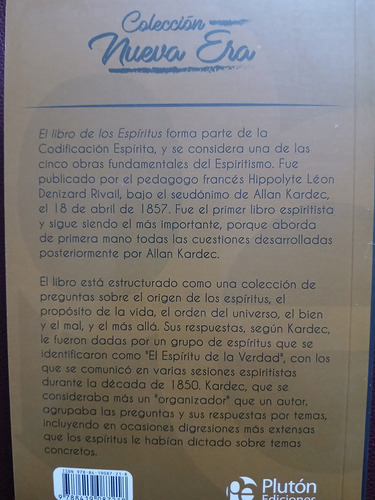 Colección
Nueva Era
El libro de los Espíritus forma parte de la
Codificación Espírita, y se considera una de las
cinco obras fundamentales del Espiritismo. Fue
publicado por el pedagogo francés Hippolyte Léon
Denizard Rivail, bajo el seudónimo de Allan Kardec,
el 18 de abril de 1857. Fue el primer libro espiritista
y sigue siendo el más importante, porque aborda
de primera mano todas las cuestiones desarrolladas
posteriormente por Allan Kardec.
El libro está estructurado como una colección de
preguntas sobre el origen de los espíritus, el
propósito de la vida, el orden del universo, el bien
y el mal, y el más allá. Sus respuestas, según Kardec,
le fueron dadas por un grupo de espíritus que se
identificaron como "El Espíritu de la Verdad", con los
que se comunicó en varias sesiones espiritistas
durante la década de 1850. Kardec, que se
consideraba más un "organizador" que un autor,
agrupaba las preguntas y sus respuestas por temas,
incluyendo en ocasiones digresiones más extensas
que los espíritus le habían dictado sobre temas
concretos.
Plutón
Ediciones